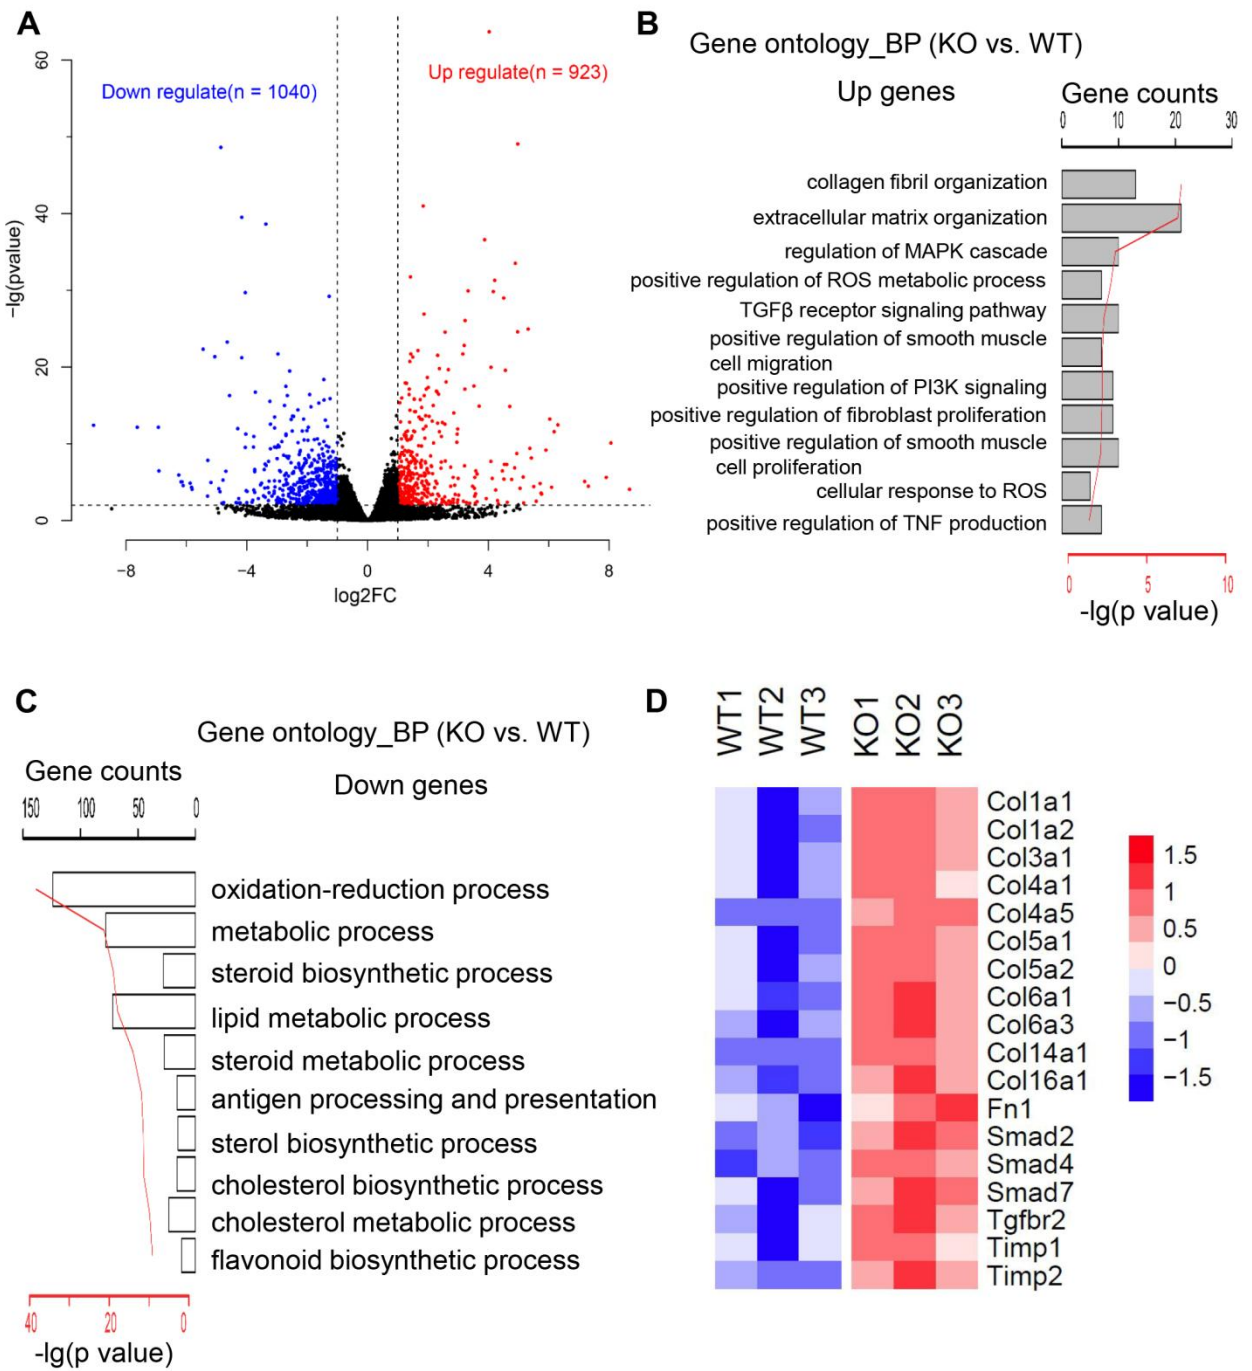 A
−lg(pvalue)
60
40
20
0
Down regulate(n = 1040)
Up regulate(n = 923)
−8
−4
0
4
8
log2FC
B
Gene ontology_BP (KO vs. WT)
Up genes
Gene counts
0 10 20 30
collagen fibril organization
extracellular matrix organization
regulation of MAPK cascade
positive regulation of ROS metabolic process
TGFβ receptor signaling pathway
positive regulation of smooth muscle
cell migration
positive regulation of PI3K signaling
positive regulation of fibroblast proliferation
positive regulation of smooth muscle
cell proliferation
cellular response to ROS
positive regulation of TNF production
0 5 10
-lg(p value)
C
Gene ontology_BP (KO vs. WT)
Gene counts
Down genes
150 100 50 0
oxidation-reduction process
metabolic process
steroid biosynthetic process
lipid metabolic process
steroid metabolic process
antigen processing and presentation
sterol biosynthetic process
cholesterol biosynthetic process
cholesterol metabolic process
flavonoid biosynthetic process
40 20 0
-lg(p value)
D
WT1 WT2 WT3 KO1 KO2 KO3
Col1a1
Col1a2
Col3a1
Col4a1
Col4a5
Col5a1
Col5a2
Col6a1
Col6a3
Col14a1
Col16a1
Fn1
Smad2
Smad4
Smad7
Tgfbr2
Timp1
Timp2
1.5
1
0.5
0
−0.5
−1
−1.5